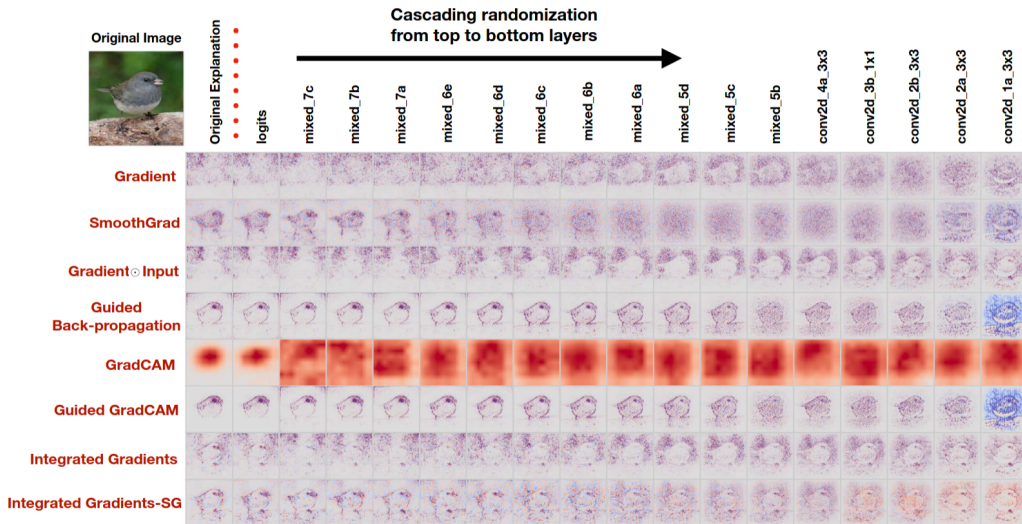 Cascading randomization
from top to bottom layers
Original Image
Original Explanation
logits
mixed_7c
mixed_7b
mixed_7a
mixed_6e
mixed_6d
mixed_6c
mixed_6b
mixed_6a
mixed_5d
mixed_5c
mixed_5b
conv2d_4a_3x3
conv2d_3b_1x1
conv2d_2b_3x3
conv2d_2a_3x3
conv2d_1a_3x3
Gradient
SmoothGrad
Gradient⊙Input
Guided
Back-propagation
GradCAM
Guided GradCAM
Integrated Gradients
Integrated Gradients-SG